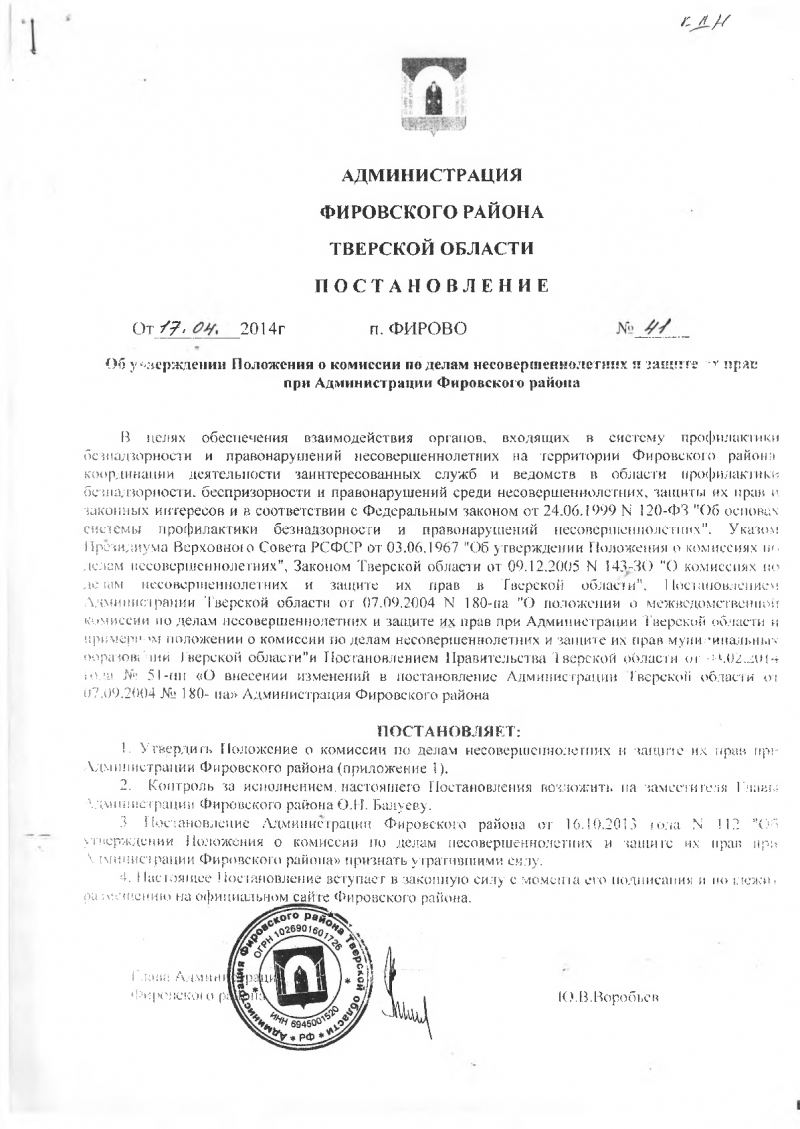 КДН
АДМИНИСТРАЦИЯ
ФИРОВСКОГО РАЙОНА
ТВЕРСКОЙ ОБЛАСТИ
ПОСТАНОВЛЕНИЕ
От 17.04. 2014г п. ФИРОВО № 41
Об утверждении Положения о комиссии по делам несовершеннолетних и защите их прав
при Администрации Фировского района
В целях обеспечения взаимодействия органов, входящих в систему профилактики
безнадзорности и правонарушений несовершеннолетних на территории Фировского района
координации деятельности заинтересованных служб и ведомств в области профилактики
безнадзорности, беспризорности и правонарушений среди несовершеннолетних, защиты их прав и
законных интересов и в соответствии с Федеральным законом от 24.06.1999 N 120-ФЗ "Об основах
системы профилактики безнадзорности и правонарушений несовершеннолетних". Указом
Президиума Верховного Совета РСФСР от 03.06.1967 "Об утверждении Положения о комиссиях по
делам несовершеннолетних", Законом Тверской области от 09.12.2005 N 143-ЗО "О комиссиях по
делам несовершеннолетних и защите их прав в Тверской области", Постановлением
Администрации Тверской области от 07.09.2004 N 180-па "О положении о межведомственной
комиссии по делам несовершеннолетних и защите их прав при Администрации Тверской области и
примерном положении о комиссии по делам несовершеннолетних и защите их прав муниципальных
образований Тверской области"и Постановлением Правительства Тверской области от
года № 51-пп «О внесении изменений в постановление Администрации Тверской области от
07.09.2004 № 180- па» Администрация Фировского района
ПОСТАНОВЛЯЕТ:
1. Утвердить Положение о комиссии по делам несовершеннолетних и защите их прав при
Администрации Фировского района (приложение 1).
2. Контроль за исполнением настоящего Постановления возложить на заместителя Главы
Администрации Фировского района О.Н. Балуеву.
3 Постановление Администрации Фировского района от 16.10.2013 года N 112 "Об
утверждении Положения о комиссии по делам несовершеннолетних и защите их прав при
Администрации Фировского района» признать утратившими силу.
4. Настоящее Постановление вступает в законную силу с момента его подписания и подлежит
размещению на официальном сайте Фировского района.
Глава Администрации
Фировского района Ю.В.Воробьев
Администрация Фировского района Тверской области * РФ *
ОГРН 1026901601726
ИНН 6945001520